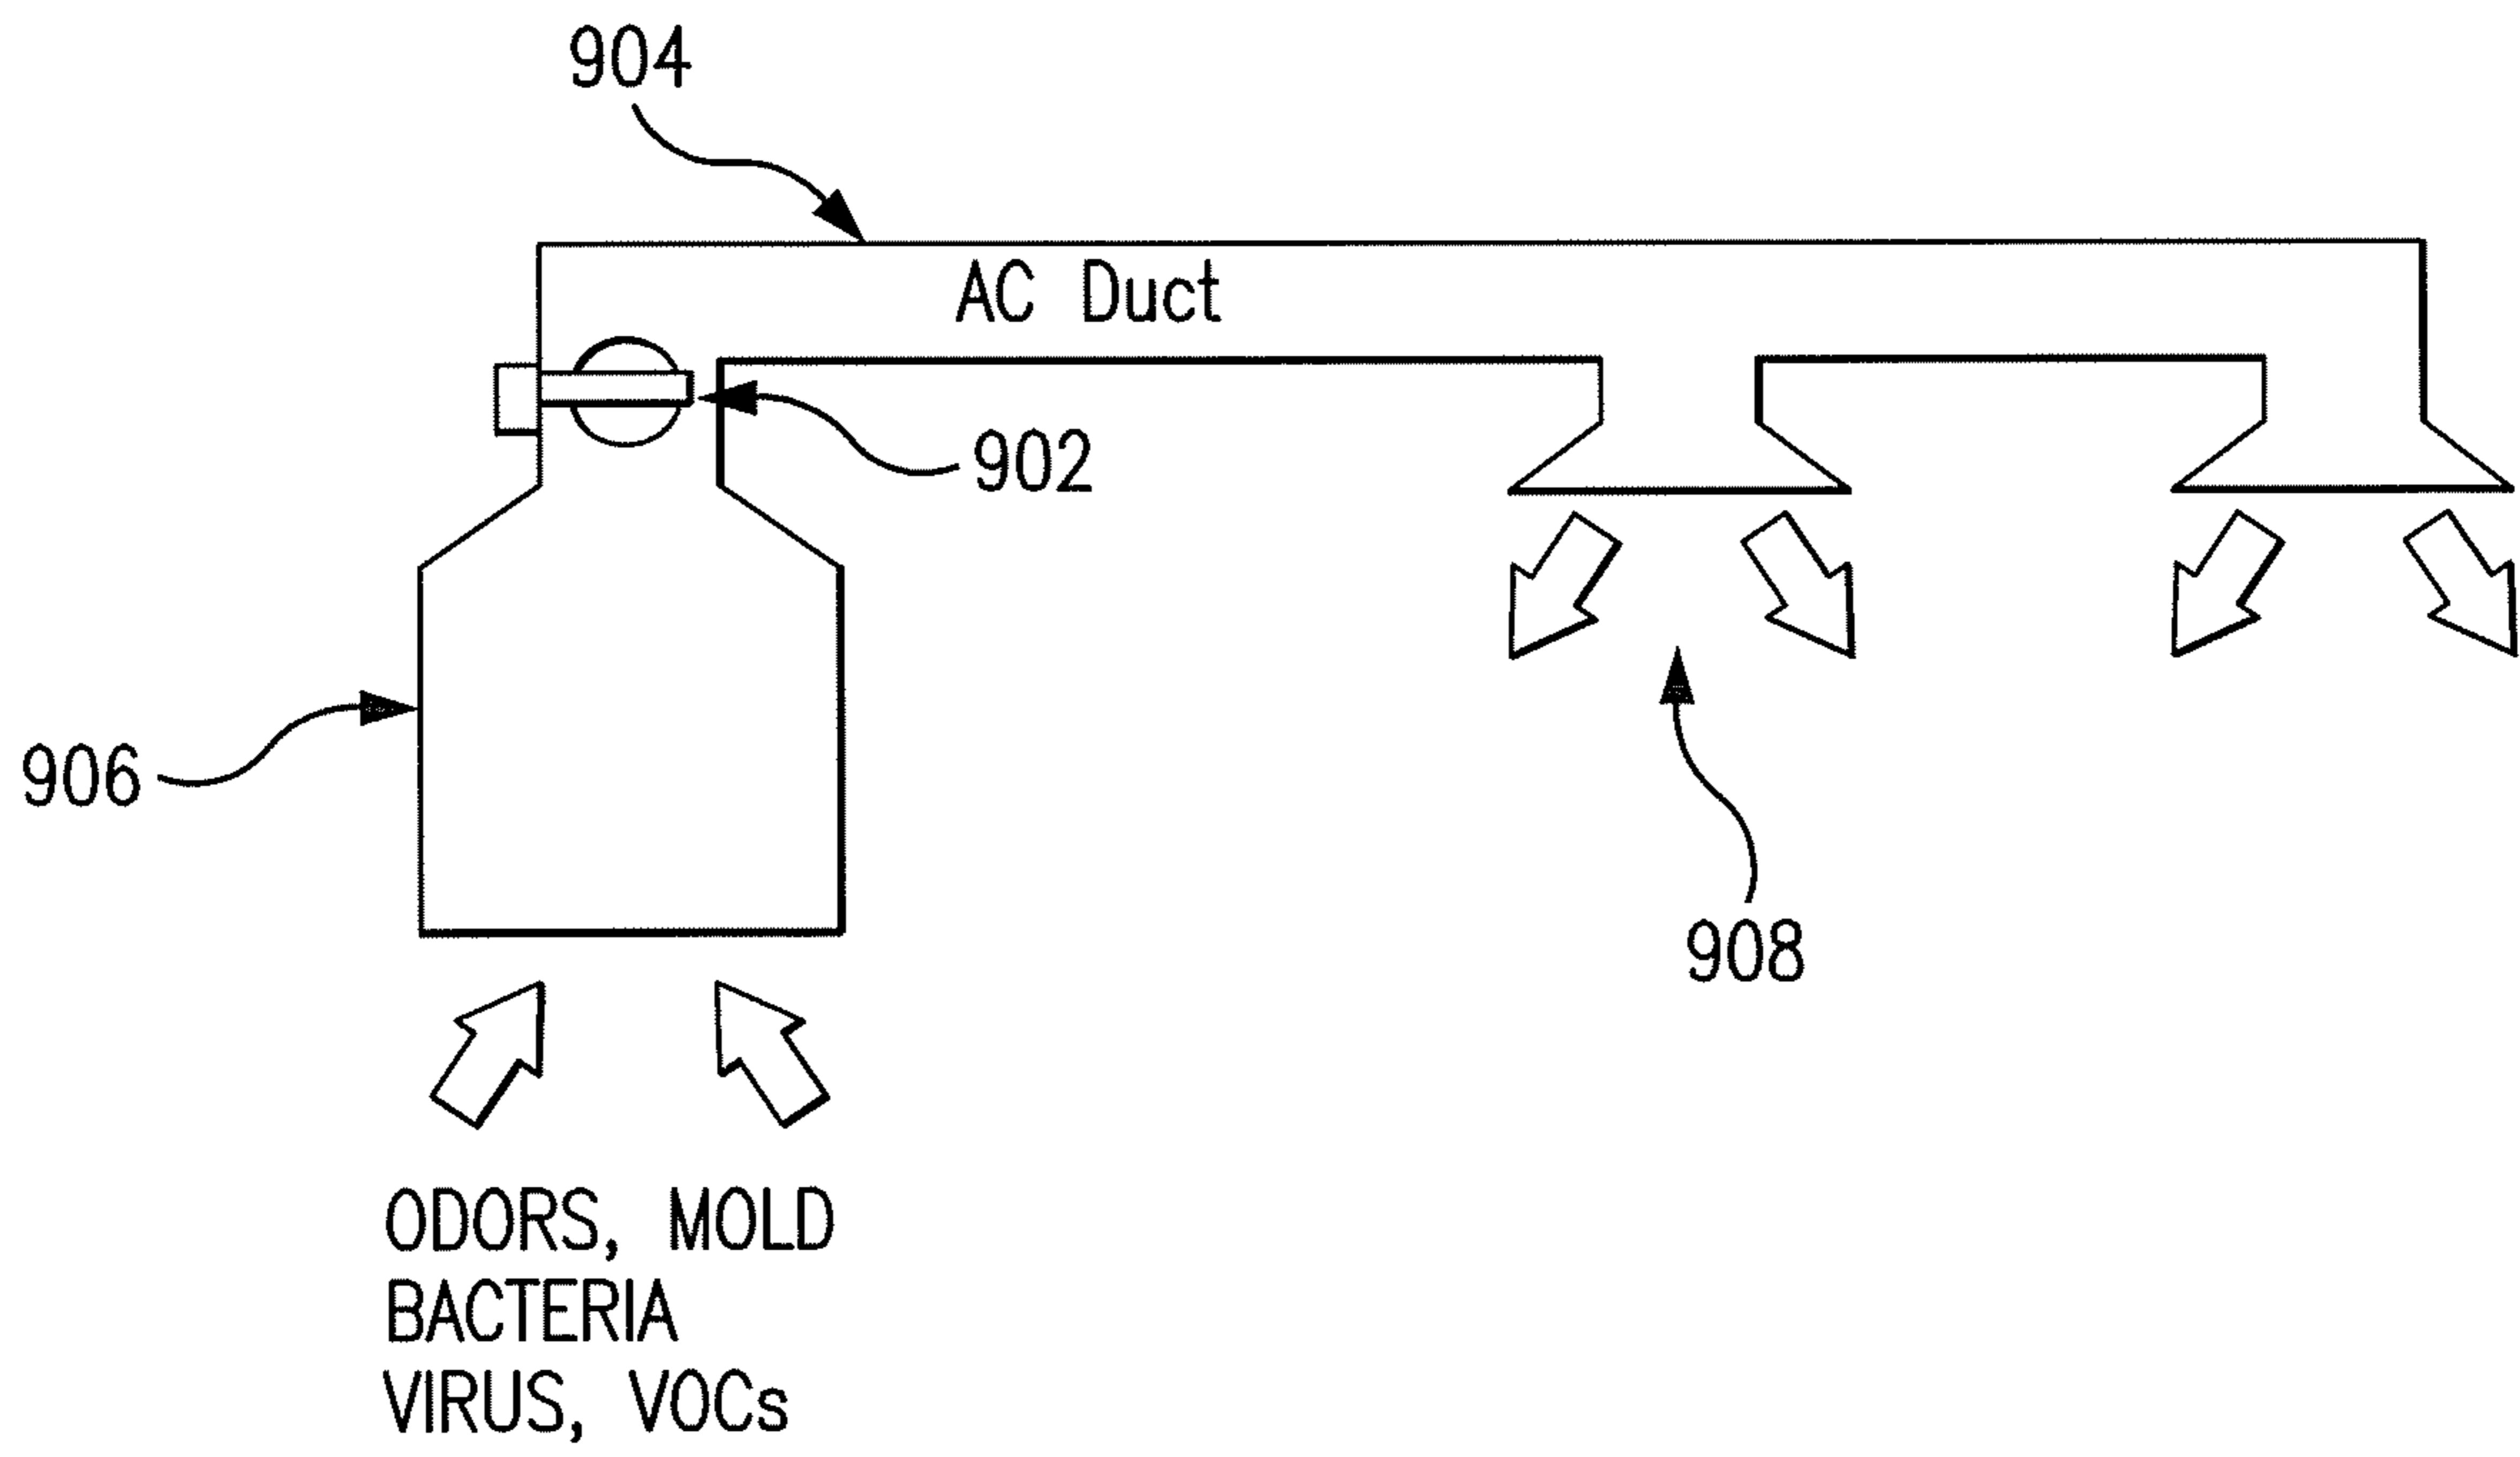 904
AC Duct
902
906
908
ODORS, MOLD
BACTERIA
VIRUS, VOCs